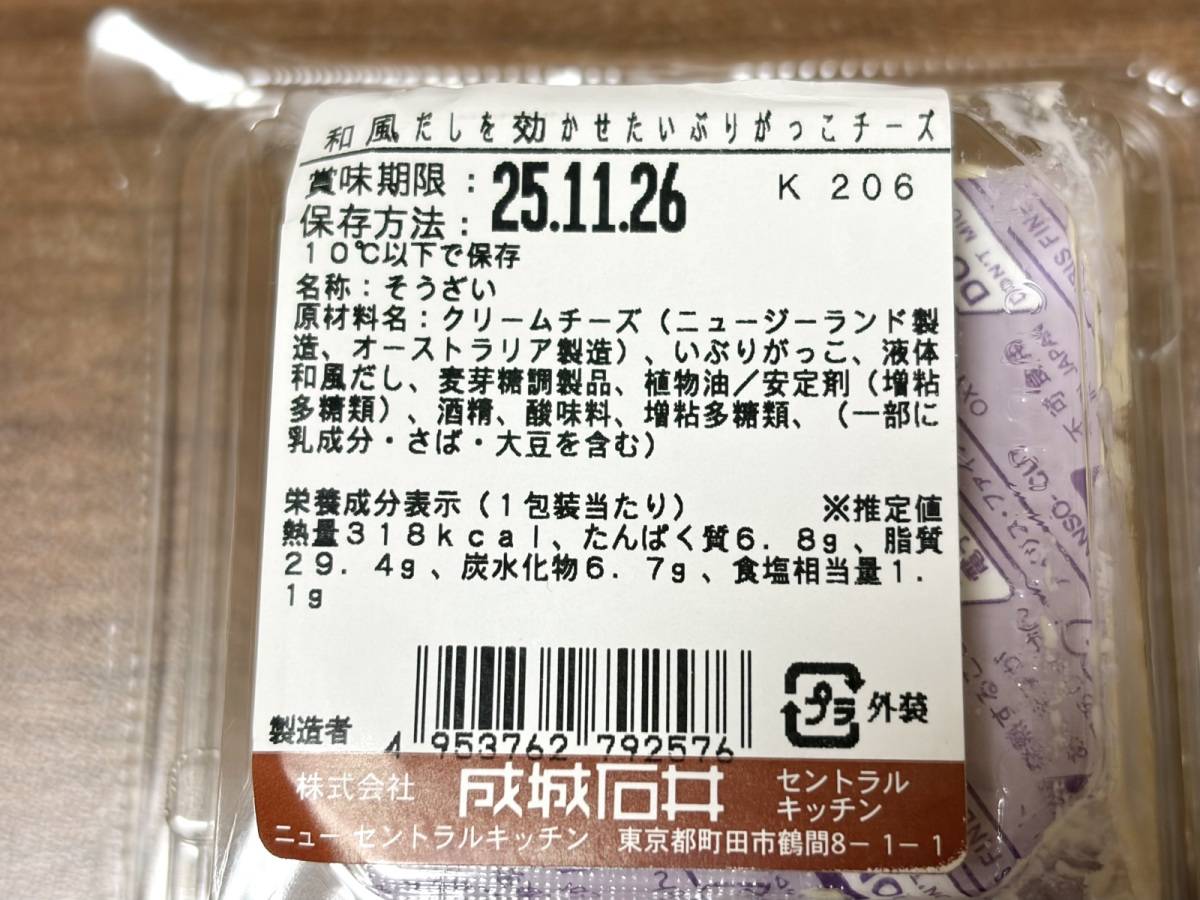 和風だしを効かせたいぶりがっこチーズ
賞味期限：25.11.26 K 206
保存方法：
10℃以下で保存
名称：そうざい
原材料名：クリームチーズ（ニュージーランド製
造、オーストラリア製造）、いぶりがっこ、液体
和風だし、麦芽糖調製品、植物油／安定剤（増粘
多糖類）、酒精、酸味料、増粘多糖類、（一部に
乳成分・さば・大豆を含む）
栄養成分表示（1包装当たり） ※推定値
熱量318kcal、たんぱく質6.8g、脂質
29.4g、炭水化物6.7g、食塩相当量1.
1g
製造者 4 953762 792576
プラ 外装
株式会社 成城石井 セントラル
キッチン
ニュー セントラルキッチン 東京都町田市鶴間8-1-1
DON'T MIC
不可食
JAPAN